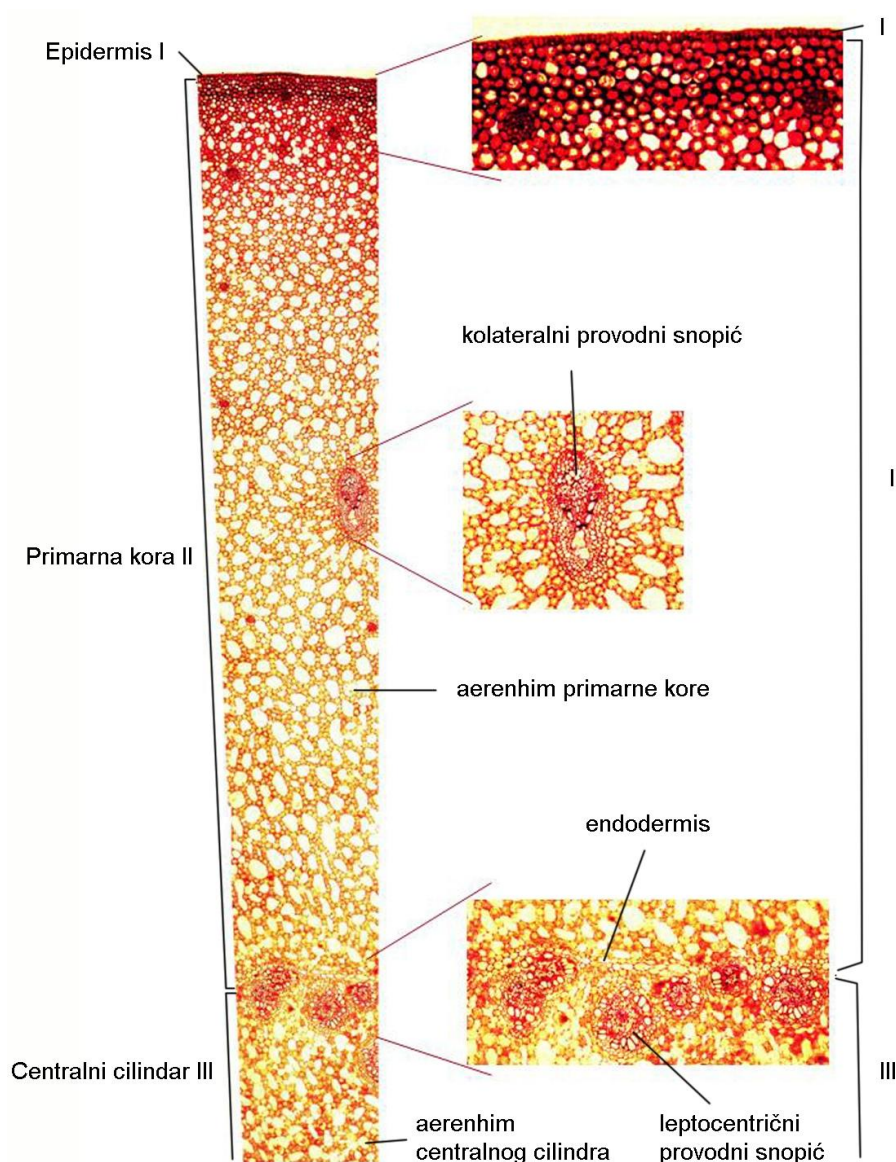 I
Epidermis I
kolateralni provodni snopić
I
Primarna kora II
aerenhim primarne kore
endodermis
Centralni cilindar III
III
aerenhim
centralnog cilindra
leptocentrični
provodni snopić